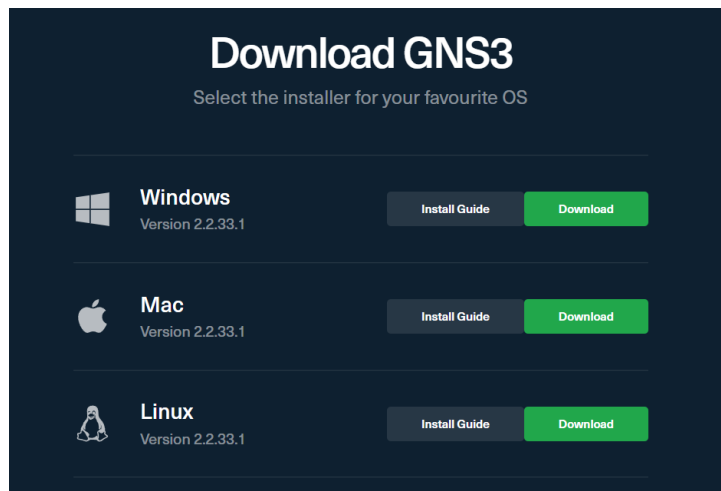 Download GNS3
Select the installer for your favourite OS
Windows
Version 2.2.33.1
Install Guide
Download
Mac
Version 2.2.33.1
Install Guide
Download
Linux
Version 2.2.33.1
Install Guide
Download